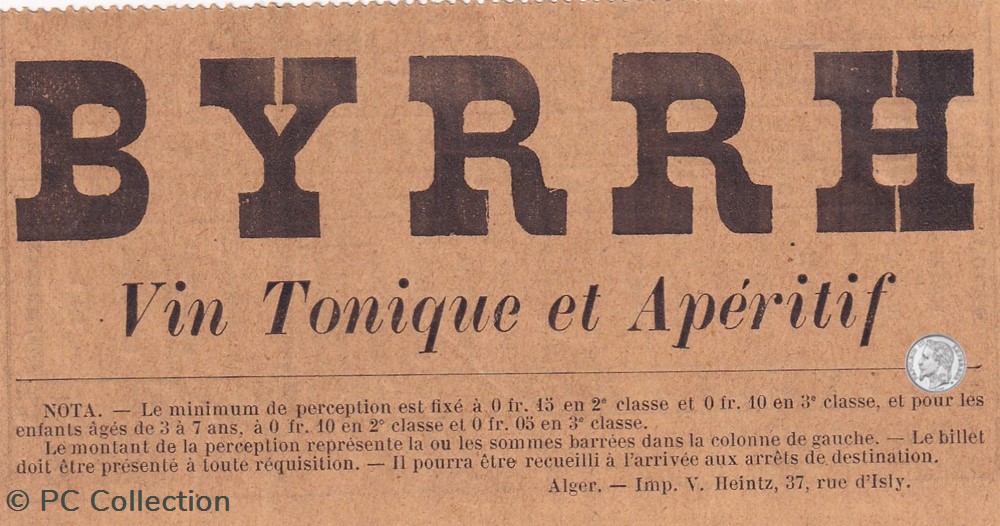 BYRRH
Vin Tonique et Apéritif
NOTA. — Le minimum de perception est fixé à 0 fr. 15 en 2e classe et 0 fr. 10 en 3e classe, et pour les
enfants âgés de 3 à 7 ans, à 0 fr. 10 en 2e classe et 0 fr. 05 en 3e classe.
Le montant de la perception représente la ou les sommes barrées dans la colonne de gauche. — Le billet
doit être présenté à toute réquisition. — Il pourra être recueilli à l'arrivée aux arrêts de destination.
Alger. — Imp. V. Heintz, 37, rue d'Isly.
© PC Collection